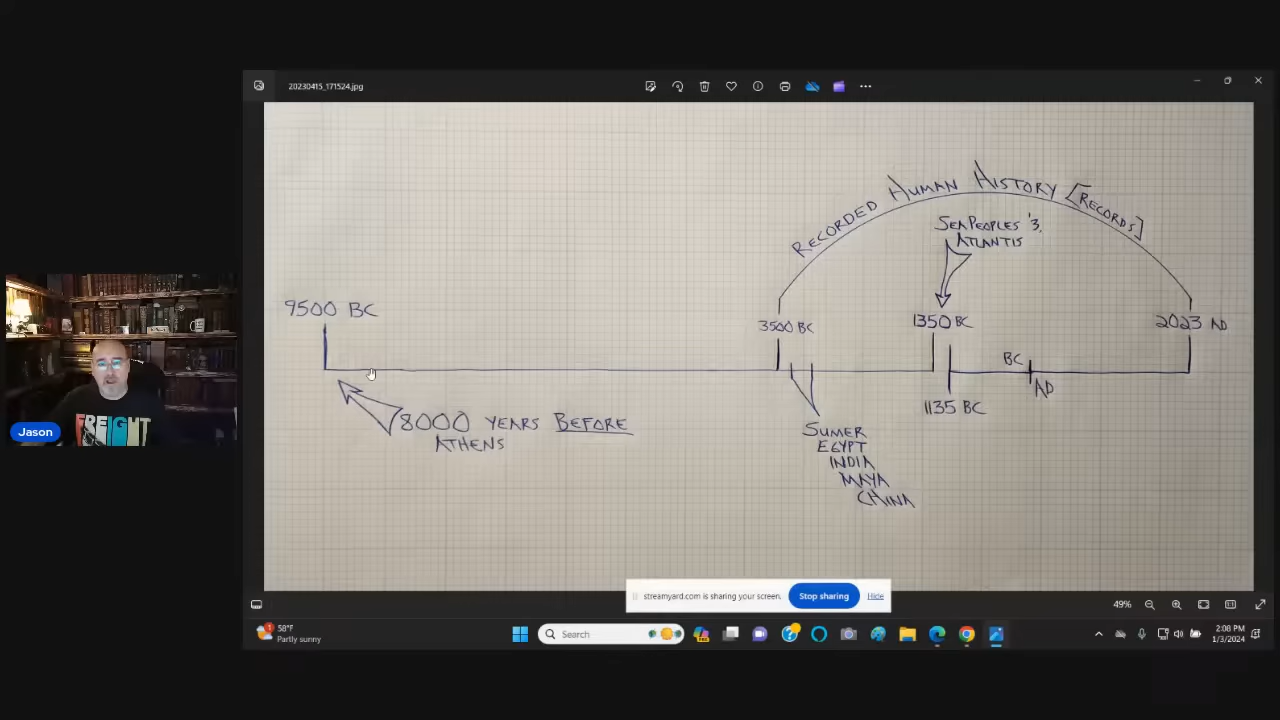 20230415_171524.jpg
RECORDED HUMAN HISTORY [RECORDS]
SEA PEOPLES '3,
ATLANTIS
9500 BC
3500 BC
1350 BC
2023 AD
BC
AD
1135 BC
8000 YEARS BEFORE
ATHENS
SUMER
EGYPT
INDIA
MAYA
CHINA
FREIGHT
Jason
streamyard.com is sharing your screen.
Stop sharing
Hide
49%
58°F
Partly sunny
Search
2:08 PM
1/3/2024